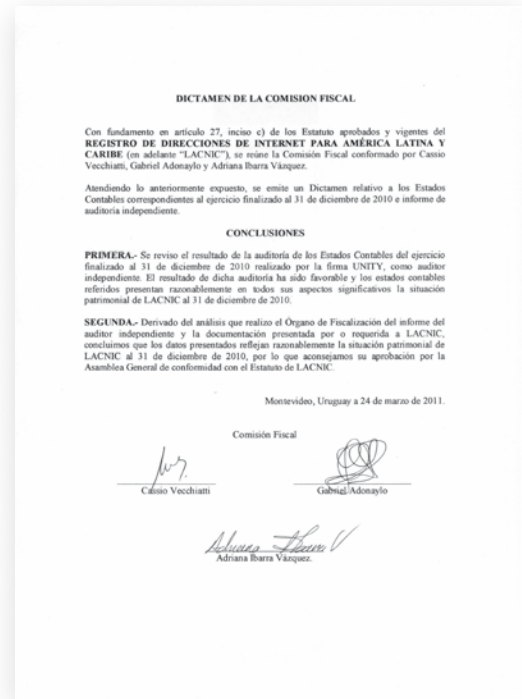 DICTAMEN DE LA COMISION FISCAL
Con fundamento en artículo 27, inciso c) de los Estatuto aprobados y vigentes del
REGISTRO DE DIRECCIONES DE INTERNET PARA AMÉRICA LATINA Y
CARIBE (en adelante "LACNIC"), se reúne la Comisión Fiscal conformado por Cassio
Vecchiatti, Gabriel Adonaylo y Adriana Ibarra Vázquez.
Atendiendo lo anteriormente expuesto, se emite un Dictamen relativo a los Estados
Contables correspondientes al ejercicio finalizado al 31 de diciembre de 2010 e informe de
auditoría independiente.
CONCLUSIONES
PRIMERA.- Se reviso el resultado de la auditoría de los Estados Contables del ejercicio
finalizado al 31 de diciembre de 2010 realizado por la firma UNITY, como auditor
independiente. El resultado de dicha auditoría ha sido favorable y los estados contables
referidos presentan razonablemente en todos sus aspectos significativos la situación
patrimonial de LACNIC al 31 de diciembre de 2010.
SEGUNDA.- Derivado del análisis que realizo el Órgano de Fiscalización del informe del
auditor independiente y la documentación presentada por o requerida a LACNIC,
concluimos que los datos presentados reflejan razonablemente la situación patrimonial de
LACNIC al 31 de diciembre de 2010, por lo que aconsejamos su aprobación por la
Asamblea General de conformidad con el Estatuto de LACNIC.
Montevideo, Uruguay a 24 de marzo de 2011.
Comisión Fiscal
Cassio Vecchiatti
Gabriel Adonaylo
Adriana Ibarra V
Adriana Ibarra Vázquez.